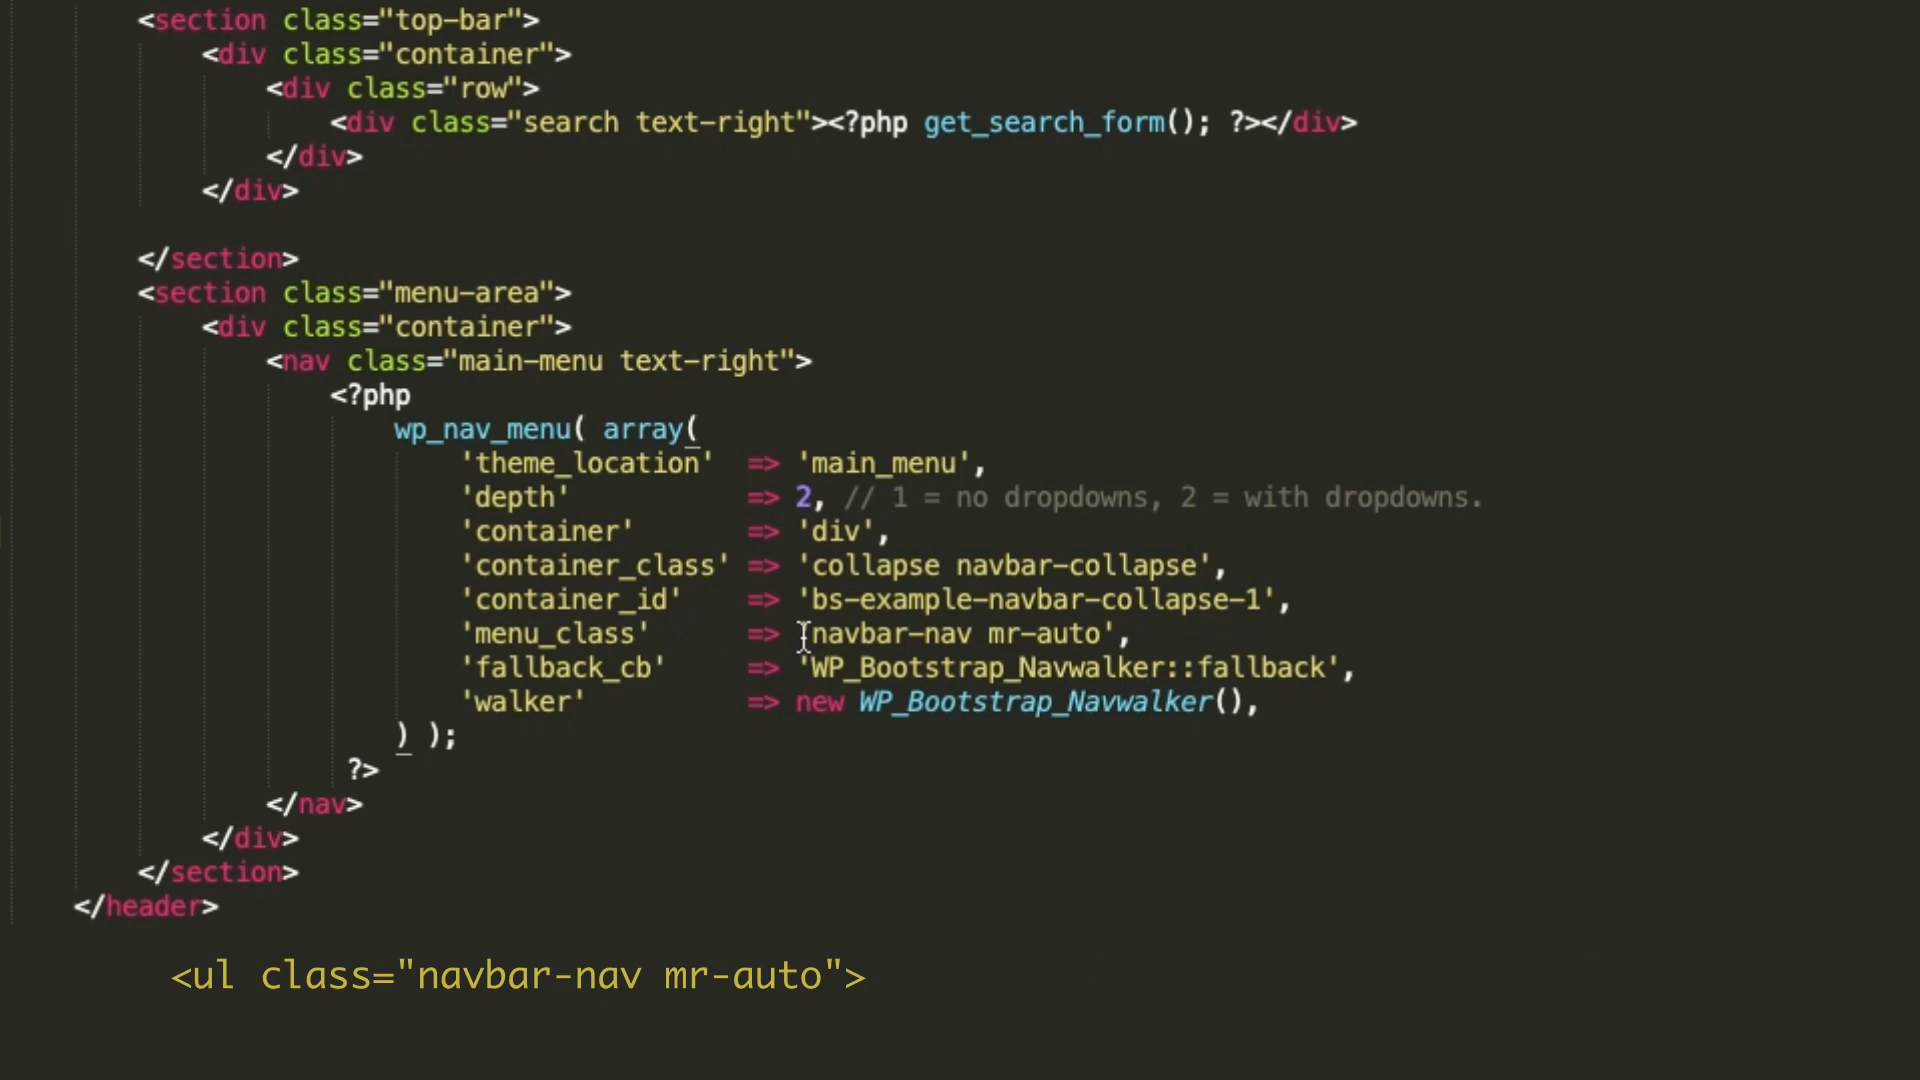 <section class="top-bar">
<div class="container">
<div class="row">
<div class="search text-right"><?php get_search_form(); ?></div>
</div>
</div>
</section>
<section class="menu-area">
<div class="container">
<nav class="main-menu text-right">
<?php
wp_nav_menu( array(
'theme_location' => 'main_menu',
'depth' => 2, // 1 = no dropdowns, 2 = with dropdowns.
'container' => 'div',
'container_class' => 'collapse navbar-collapse',
'container_id' => 'bs-example-navbar-collapse-1',
'menu_class' => 'navbar-nav mr-auto',
'fallback_cb' => 'WP_Bootstrap_Navwalker::fallback',
'walker' => new WP_Bootstrap_Navwalker(),
) );
?>
</nav>
</div>
</section>
</header>
<ul class="navbar-nav mr-auto">